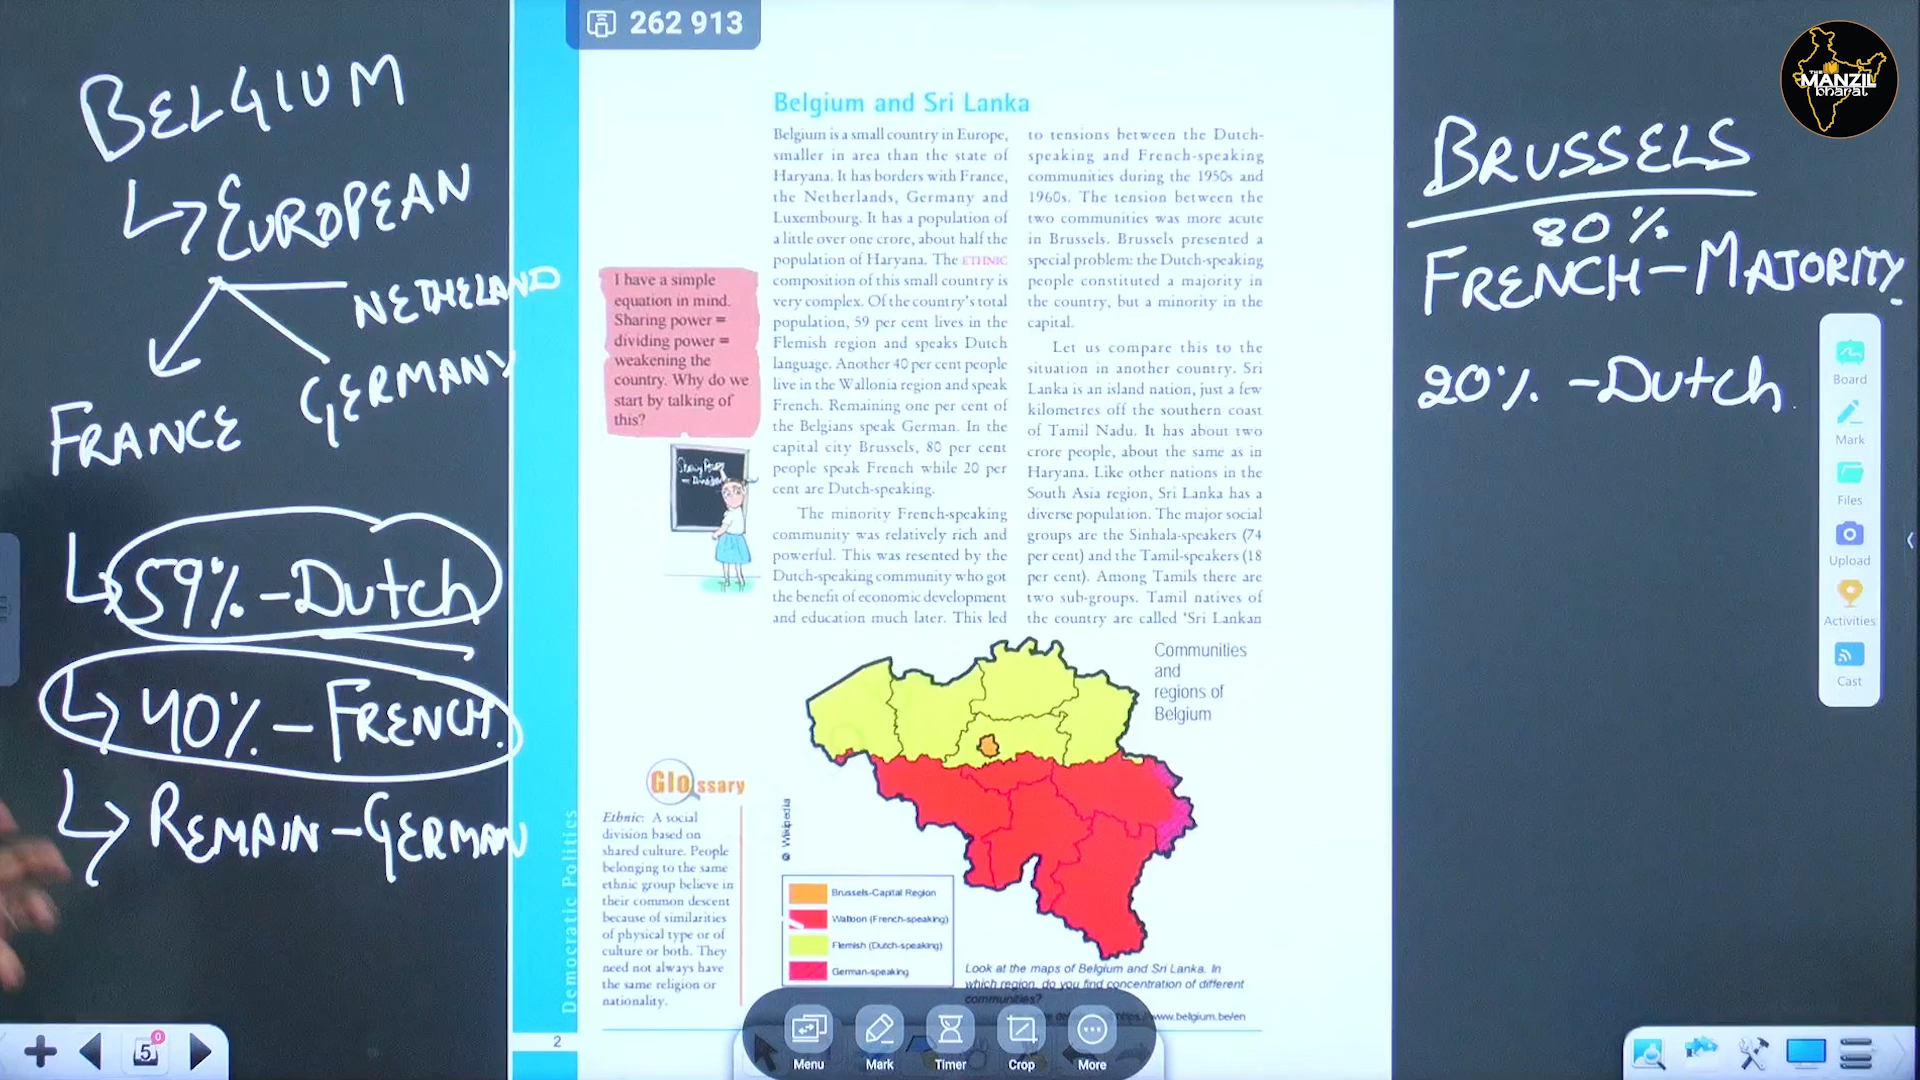 262 913
THE
MANZIL
bharat
BELGIUM
EUROPEAN
NETHELAND
GERMANY
FRANCE
59% - Dutch
40% - FRENCH.
REMAIN - GERMAN
Belgium and Sri Lanka
Belgium is a small country in Europe,
smaller in area than the state of
Haryana. It has borders with France,
the Netherlands, Germany and
Luxembourg. It has a population of
a little over one crore, about half the
population of Haryana. The ETHNIC
composition of this small country is
very complex. Of the country's total
population, 59 per cent lives in the
Flemish region and speaks Dutch
language. Another 40 per cent people
live in the Wallonia region and speak
French. Remaining one per cent of
the Belgians speak German. In the
capital city Brussels, 80 per cent
people speak French while 20 per
cent are Dutch-speaking.
The minority French-speaking
community was relatively rich and
powerful. This was resented by the
Dutch-speaking community who got
the benefit of economic development
and education much later. This led
to tensions between the Dutch-
speaking and French-speaking
communities during the 1950s and
1960s. The tension between the
two communities was more acute
in Brussels. Brussels presented a
special problem: the Dutch-speaking
people constituted a majority in
the country, but a minority in the
capital.
Let us compare this to the
situation in another country. Sri
Lanka is an island nation, just a few
kilometres off the southern coast
of Tamil Nadu. It has about two
crore people, about the same as in
Haryana. Like other nations in the
South Asia region, Sri Lanka has a
diverse population. The major social
groups are the Sinhala-speakers (74
per cent) and the Tamil-speakers (18
per cent). Among Tamils there are
two sub-groups. Tamil natives of
the country are called 'Sri Lankan
I have a simple
equation in mind.
Sharing power =
dividing power =
weakening the
country. Why do we
start by talking of
this?
Communities
and
regions of
Belgium
Glossary
Ethnic: A social
division based on
shared culture. People
belonging to the same
ethnic group believe in
their common descent
because of similarities
of physical type or of
culture or both. They
need not always have
the same religion or
nationality.
© Wikipedia
Brussels-Capital Region
Walloon (French-speaking)
Flemish (Dutch-speaking)
German-speaking
Look at the maps of Belgium and Sri Lanka. In
which region, do you find concentration of different
communities?
www.belgium.be/en
Democratic Politics
2
BRUSSELS
80%
FRENCH - MAJORITY.
20% - Dutch.
Board
Mark
Files
Upload
Activities
Cast
5
0
Menu
Mark
Timer
Crop
More